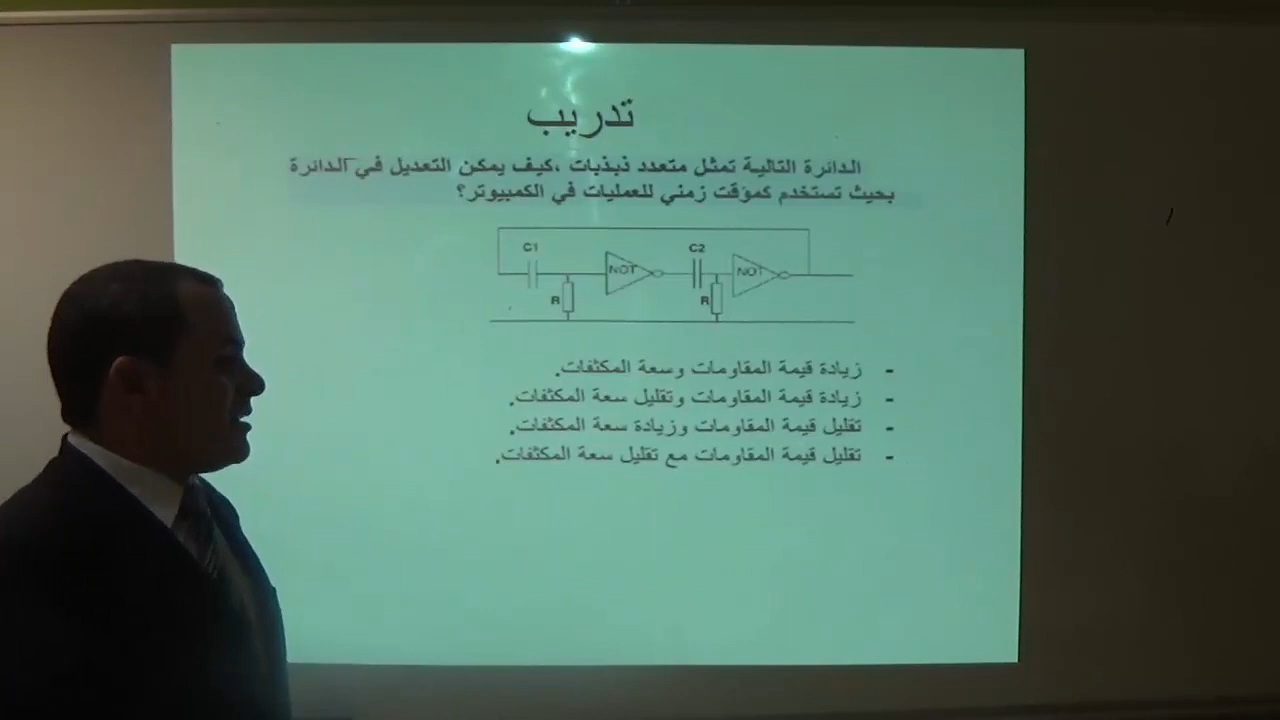 تدريب
الدائرة التالية تمثل متعدد ذبذبات ،كيف يمكن التعديل في الدائرة
بحيث تستخدم كمؤقت زمني للعمليات في الكمبيوتر؟
C1 C2
NOT NOT
R R
- زيادة قيمة المقاومات وسعة المكثفات.
- زيادة قيمة المقاومات وتقليل سعة المكثفات.
- تقليل قيمة المقاومات وزيادة سعة المكثفات.
- تقليل قيمة المقاومات مع تقليل سعة المكثفات.